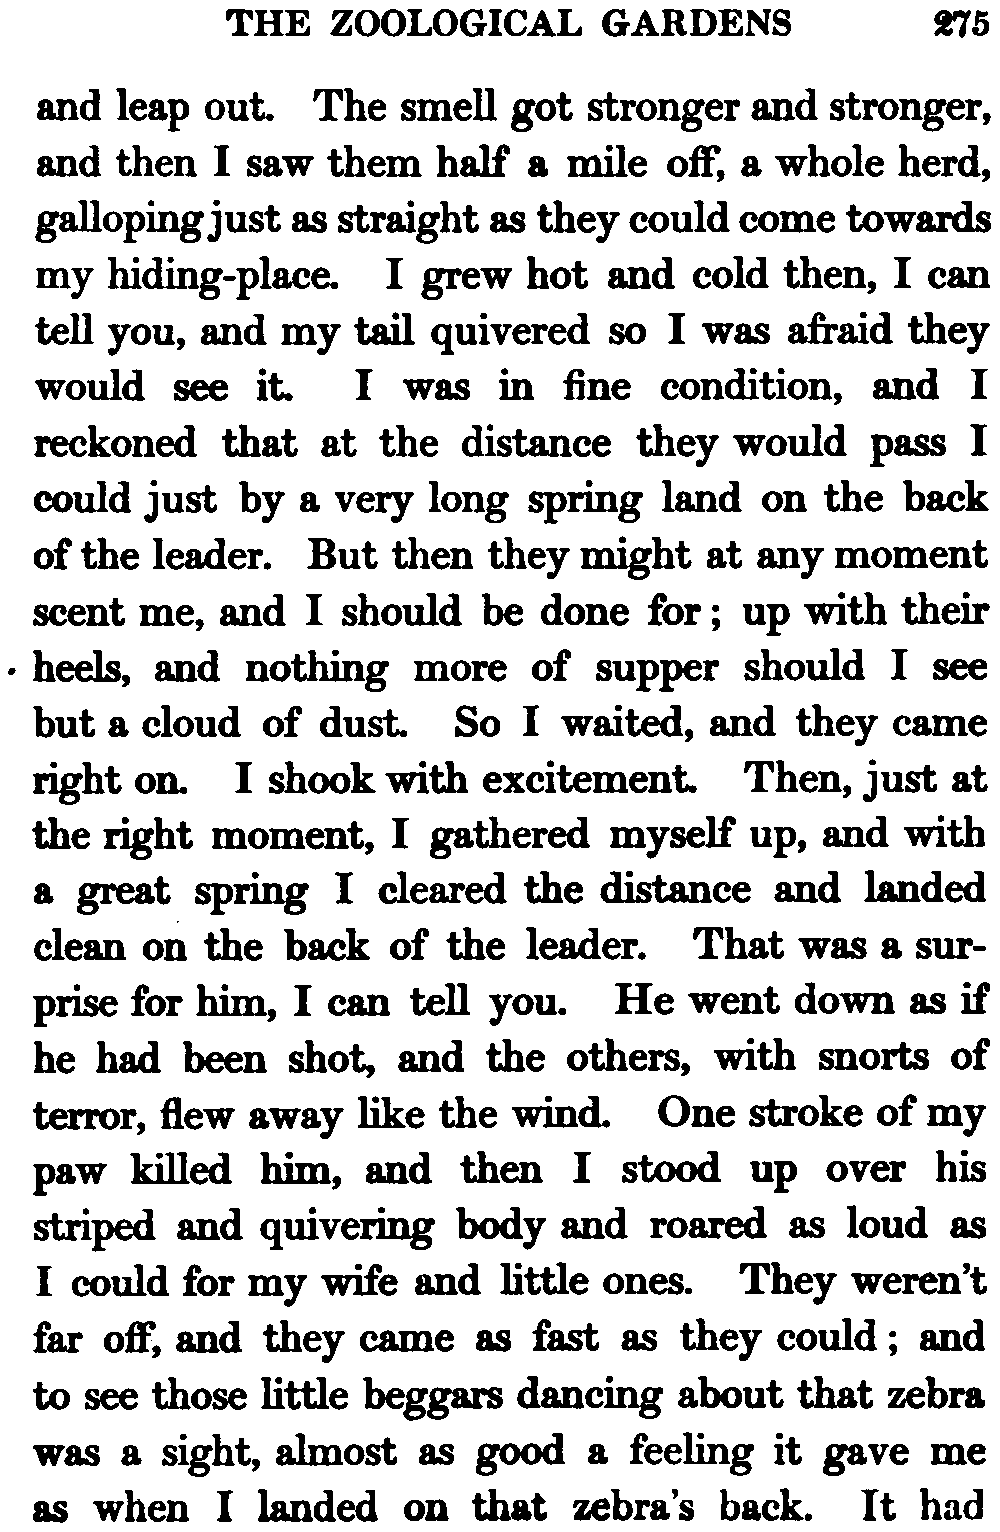 THE ZOOLOGICAL GARDENS 275
and leap out. The smell got stronger and stronger,
and then I saw them half a mile off, a whole herd,
galloping just as straight as they could come towards
my hiding-place. I grew hot and cold then, I can
tell you, and my tail quivered so I was afraid they
would see it. I was in fine condition, and I
reckoned that at the distance they would pass I
could just by a very long spring land on the back
of the leader. But then they might at any moment
scent me, and I should be done for; up with their
heels, and nothing more of supper should I see
but a cloud of dust. So I waited, and they came
right on. I shook with excitement. Then, just at
the right moment, I gathered myself up, and with
a great spring I cleared the distance and landed
clean on the back of the leader. That was a sur-
prise for him, I can tell you. He went down as if
he had been shot, and the others, with snorts of
terror, flew away like the wind. One stroke of my
paw killed him, and then I stood up over his
striped and quivering body and roared as loud as
I could for my wife and little ones. They weren't
far off, and they came as fast as they could; and
to see those little beggars dancing about that zebra
was a sight, almost as good a feeling it gave me
as when I landed on that zebra's back. It had